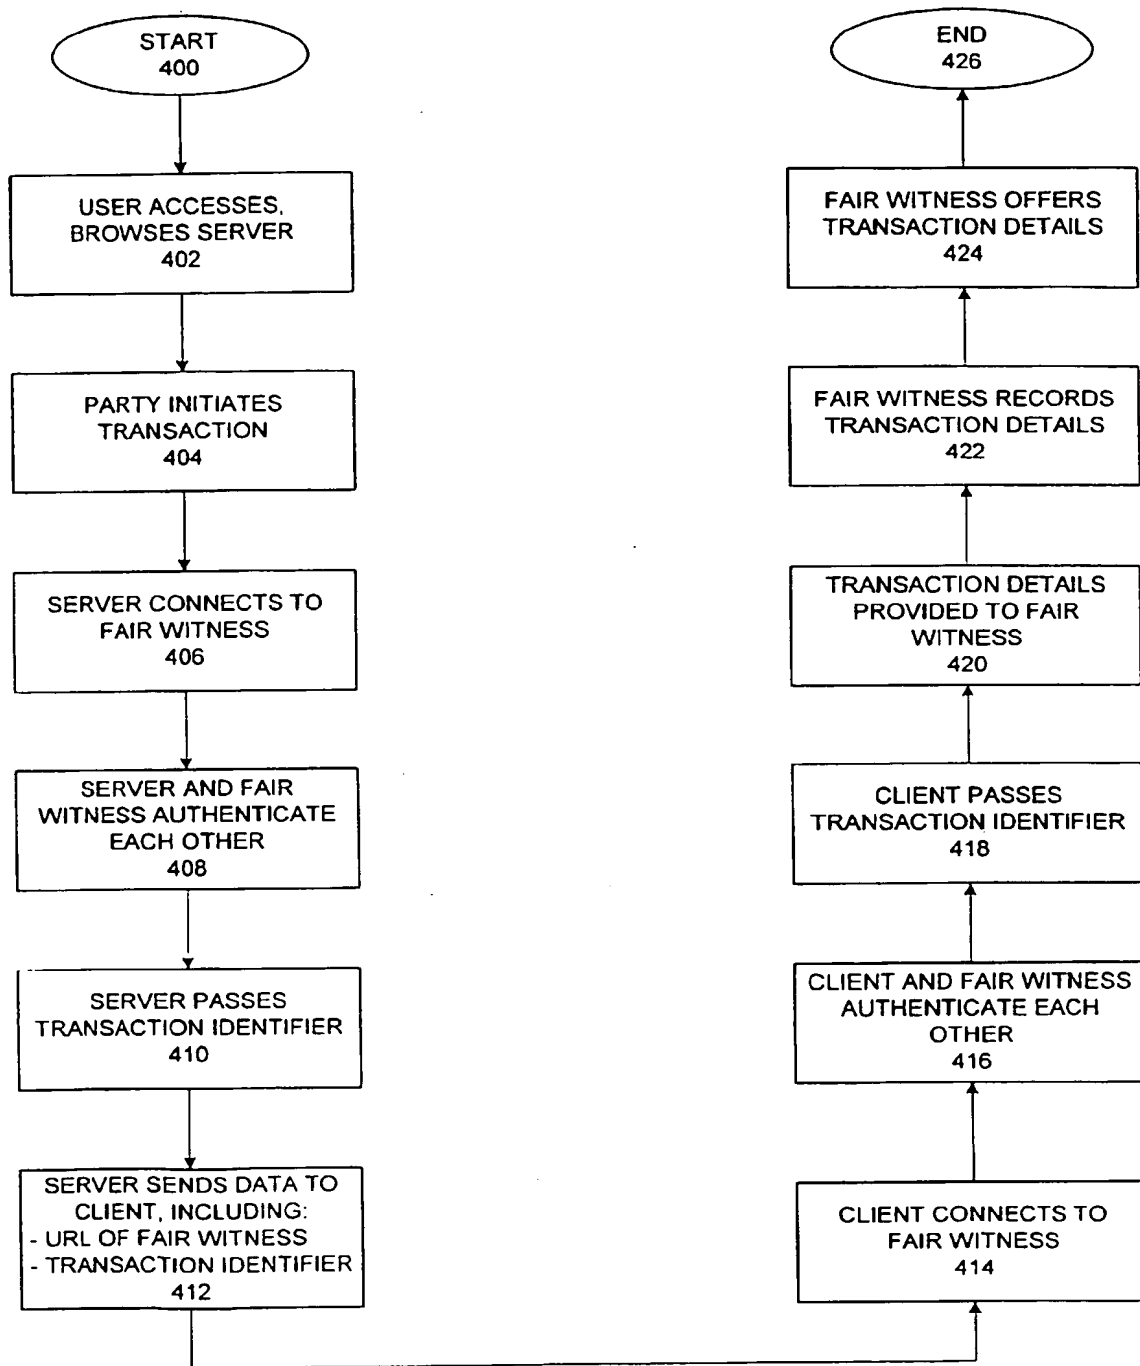 START
400
USER ACCESSES,
BROWSES SERVER
402
PARTY INITIATES
TRANSACTION
404
SERVER CONNECTS TO
FAIR WITNESS
406
SERVER AND FAIR
WITNESS AUTHENTICATE
EACH OTHER
408
SERVER PASSES
TRANSACTION IDENTIFIER
410
SERVER SENDS DATA TO
CLIENT, INCLUDING:
- URL OF FAIR WITNESS
- TRANSACTION IDENTIFIER
412
CLIENT CONNECTS TO
FAIR WITNESS
414
CLIENT AND FAIR WITNESS
AUTHENTICATE EACH
OTHER
416
CLIENT PASSES
TRANSACTION IDENTIFIER
418
TRANSACTION DETAILS
PROVIDED TO FAIR
WITNESS
420
FAIR WITNESS RECORDS
TRANSACTION DETAILS
422
FAIR WITNESS OFFERS
TRANSACTION DETAILS
424
END
426